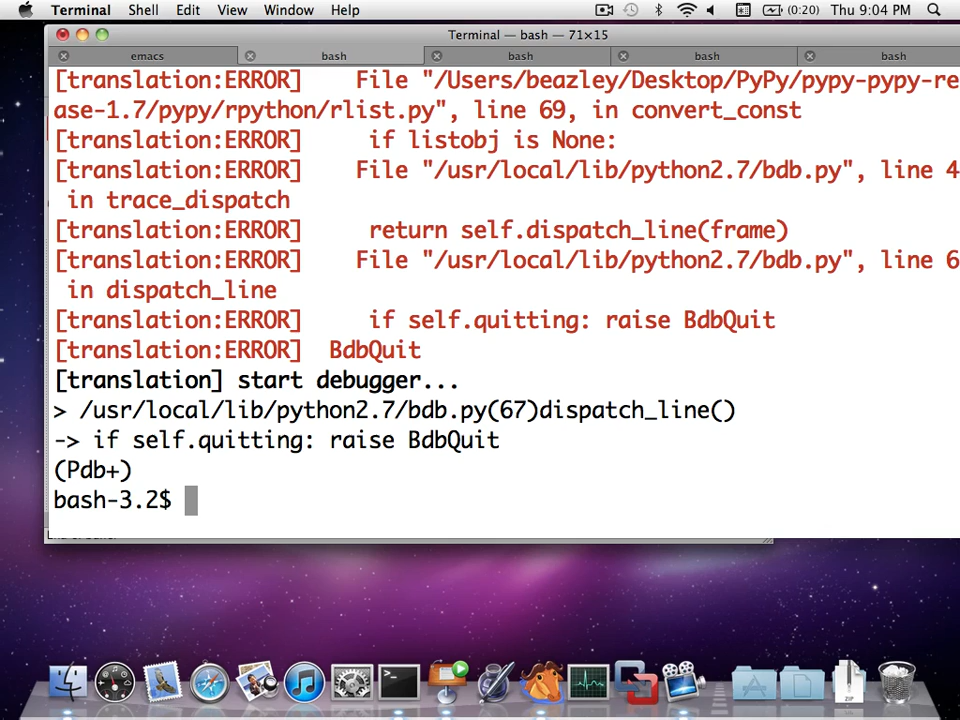 Terminal Shell Edit View Window Help (0:20) Thu 9:04 PM
Terminal — bash — 71×15
emacs bash bash bash bash
[translation:ERROR] File "/Users/beazley/Desktop/PyPy/pypy-pypy-re
ase-1.7/pypy/rpython/rlist.py", line 69, in convert_const
[translation:ERROR] if listobj is None:
[translation:ERROR] File "/usr/local/lib/python2.7/bdb.py", line 4
in trace_dispatch
[translation:ERROR] return self.dispatch_line(frame)
[translation:ERROR] File "/usr/local/lib/python2.7/bdb.py", line 6
in dispatch_line
[translation:ERROR] if self.quitting: raise BdbQuit
[translation:ERROR] BdbQuit
[translation] start debugger...
> /usr/local/lib/python2.7/bdb.py(67)dispatch_line()
-> if self.quitting: raise BdbQuit
(Pdb+)
bash-3.2$
ZIP